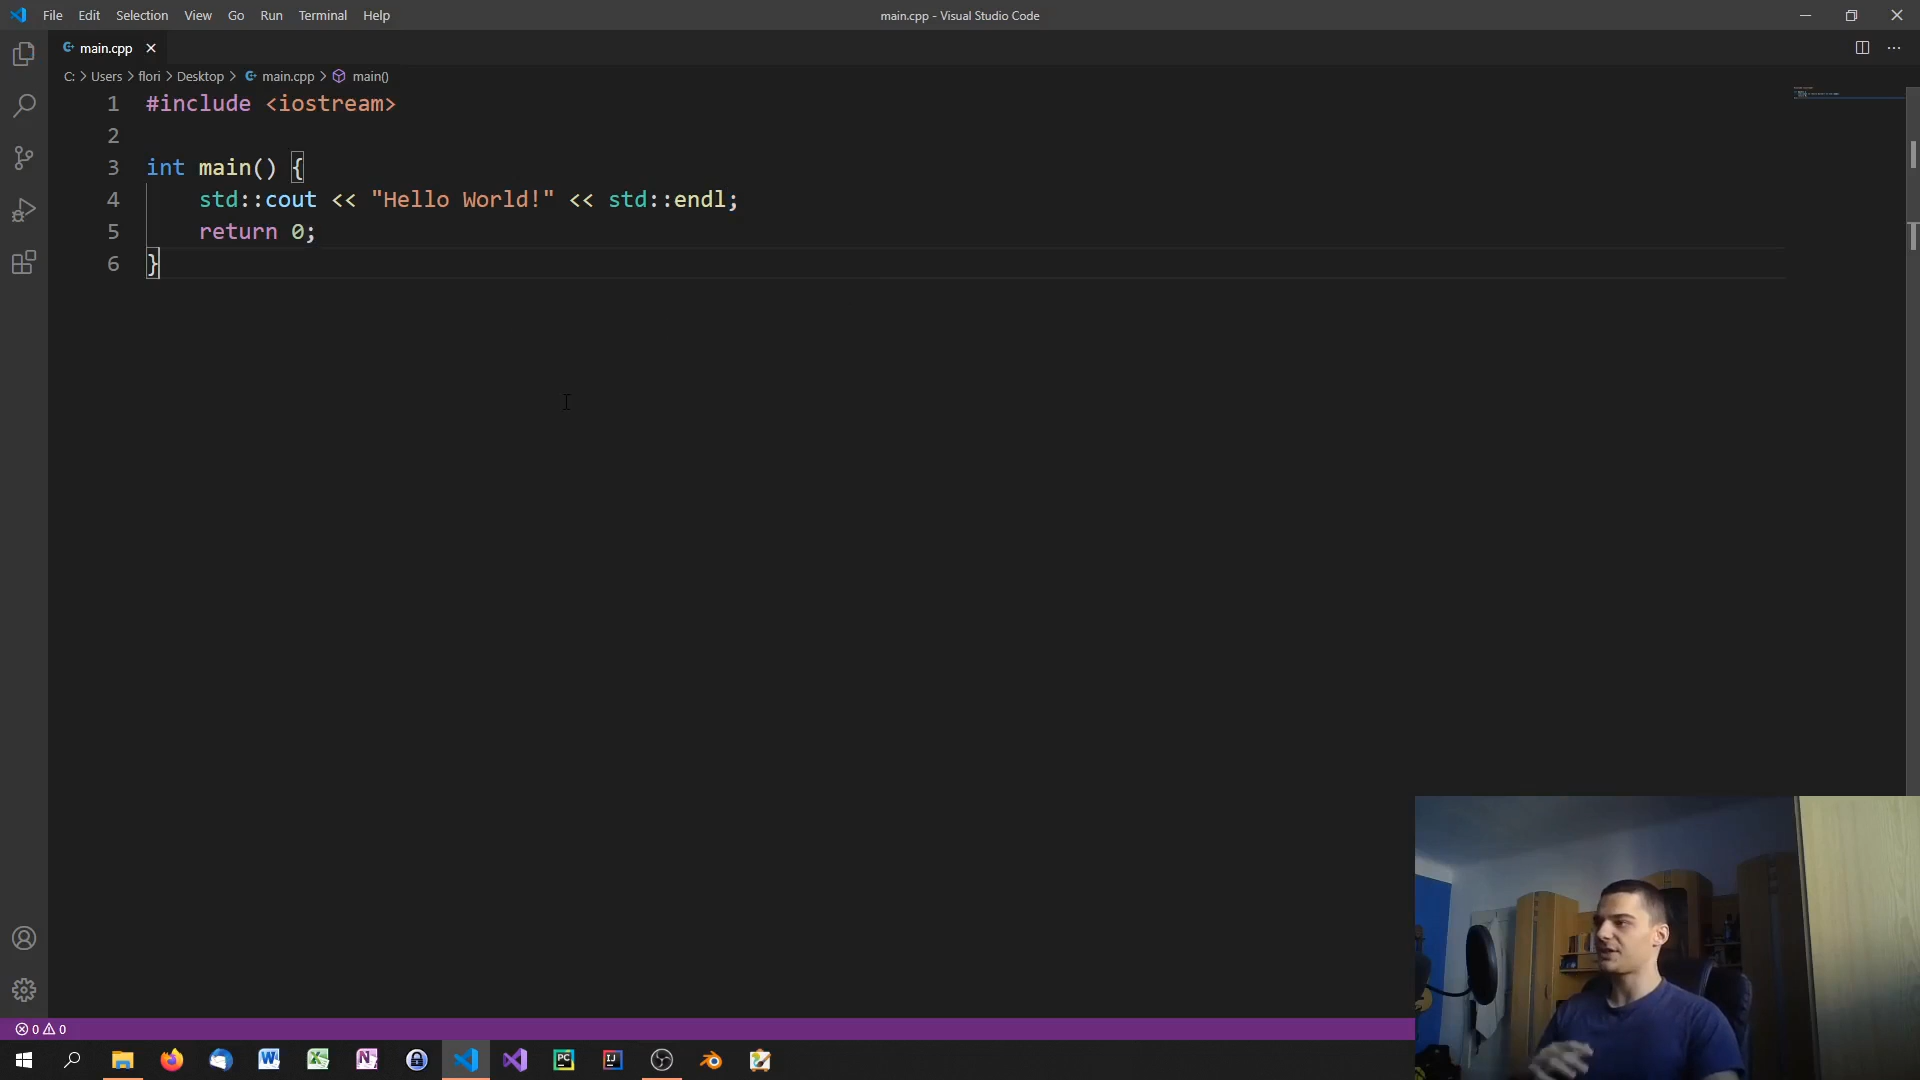 File Edit Selection View Go Run Terminal Help
main.cpp - Visual Studio Code
main.cpp
C: > Users > flori > Desktop > main.cpp > main()
1 #include <iostream>
2
3 int main() {
4 std::cout << "Hello World!" << std::endl;
5 return 0;
6 }
0 0